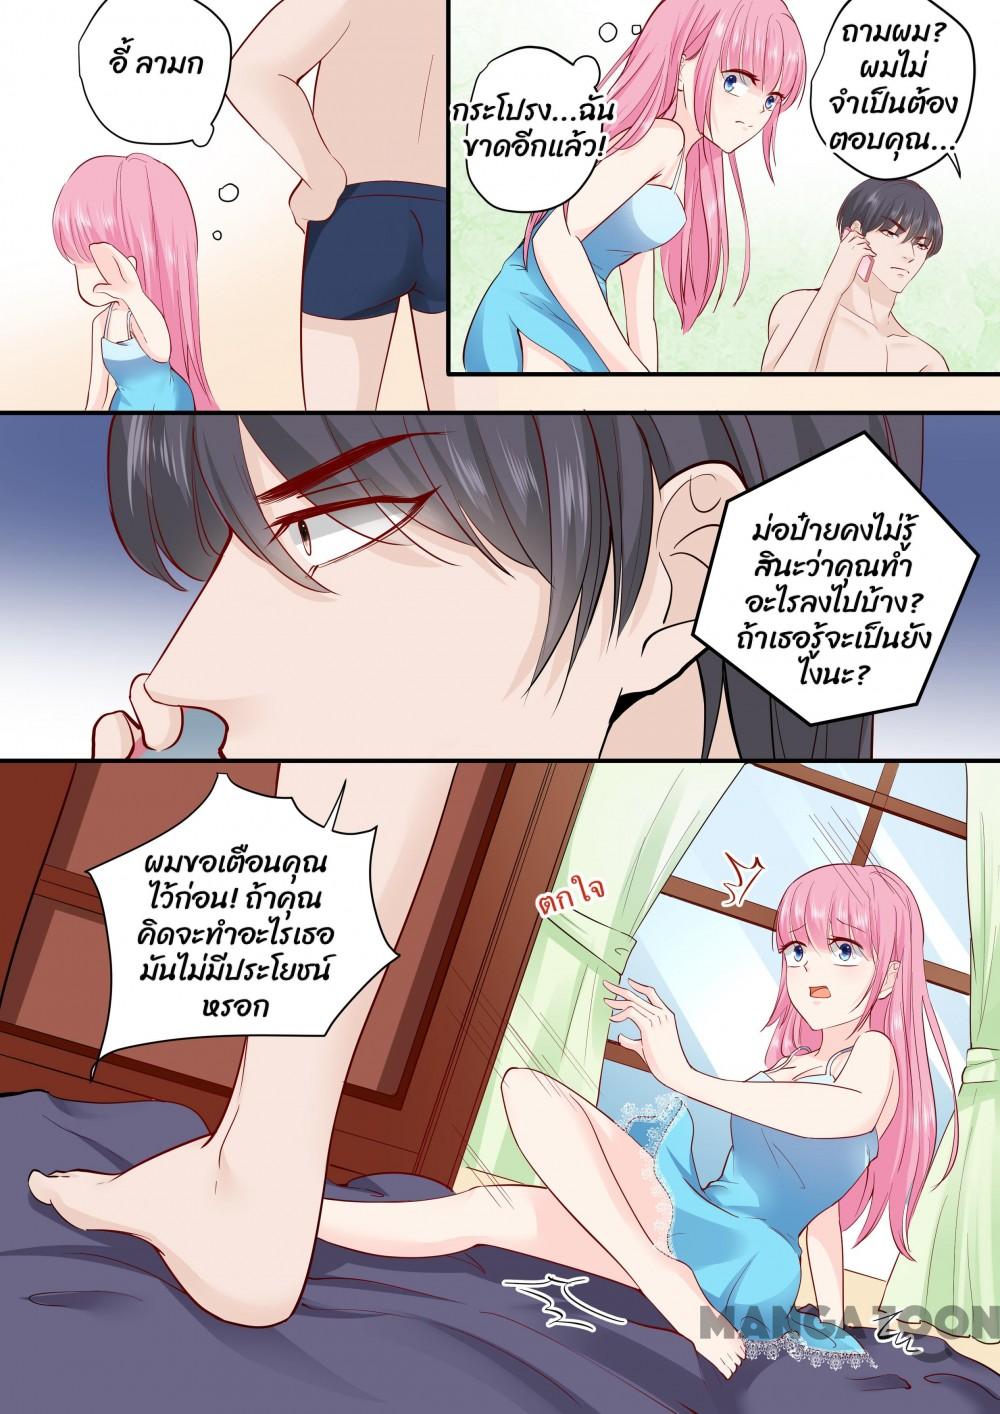 อี๋ ลามก
กระโปรง...ฉัน
ขาดอีกแล้ว!
ถามผม?
ผมไม่
จำเป็นต้อง
ตอบคุณ...
ม่อป๋ายคงไม่รู้
สินะว่าคุณทำ
อะไรลงไปบ้าง?
ถ้าเธอรู้จะเป็นยัง
ไงนะ?
ผมขอเตือนคุณ
ไว้ก่อน! ถ้าคุณ
คิดจะทำอะไรเธอ
มันไม่มีประโยชน์
หรอก
ตกใจ
MANGAZOON